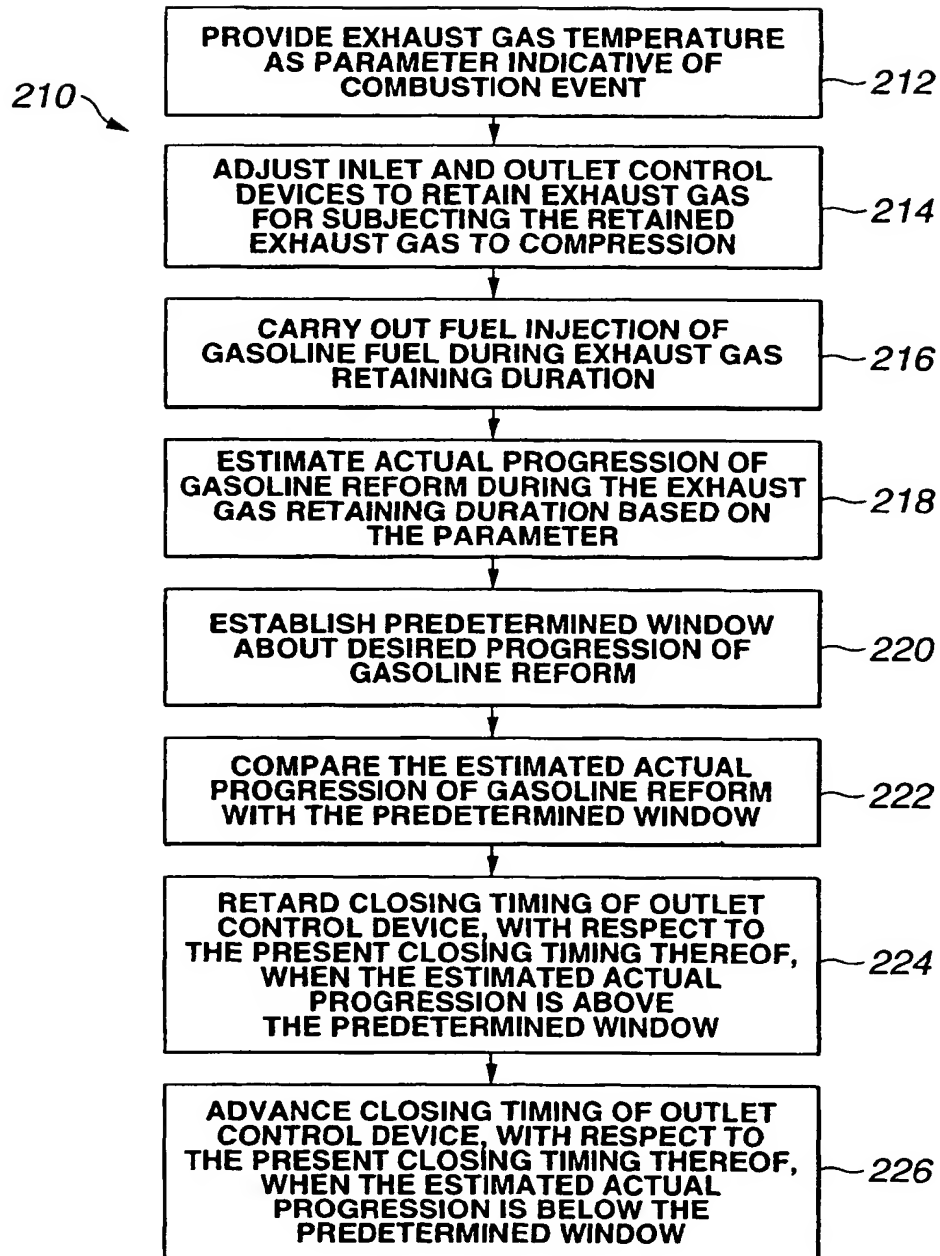 210
PROVIDE EXHAUST GAS TEMPERATURE
AS PARAMETER INDICATIVE OF
COMBUSTION EVENT
212
ADJUST INLET AND OUTLET CONTROL
DEVICES TO RETAIN EXHAUST GAS
FOR SUBJECTING THE RETAINED
EXHAUST GAS TO COMPRESSION
214
CARRY OUT FUEL INJECTION OF
GASOLINE FUEL DURING EXHAUST GAS
RETAINING DURATION
216
ESTIMATE ACTUAL PROGRESSION OF
GASOLINE REFORM DURING THE EXHAUST
GAS RETAINING DURATION BASED ON
THE PARAMETER
218
ESTABLISH PREDETERMINED WINDOW
ABOUT DESIRED PROGRESSION OF
GASOLINE REFORM
220
COMPARE THE ESTIMATED ACTUAL
PROGRESSION OF GASOLINE REFORM
WITH THE PREDETERMINED WINDOW
222
RETARD CLOSING TIMING OF OUTLET
CONTROL DEVICE, WITH RESPECT TO
THE PRESENT CLOSING TIMING THEREOF,
WHEN THE ESTIMATED ACTUAL
PROGRESSION IS ABOVE
THE PREDETERMINED WINDOW
224
ADVANCE CLOSING TIMING OF OUTLET
CONTROL DEVICE, WITH RESPECT TO
THE PRESENT CLOSING TIMING THEREOF,
WHEN THE ESTIMATED ACTUAL
PROGRESSION IS BELOW THE
PREDETERMINED WINDOW
226